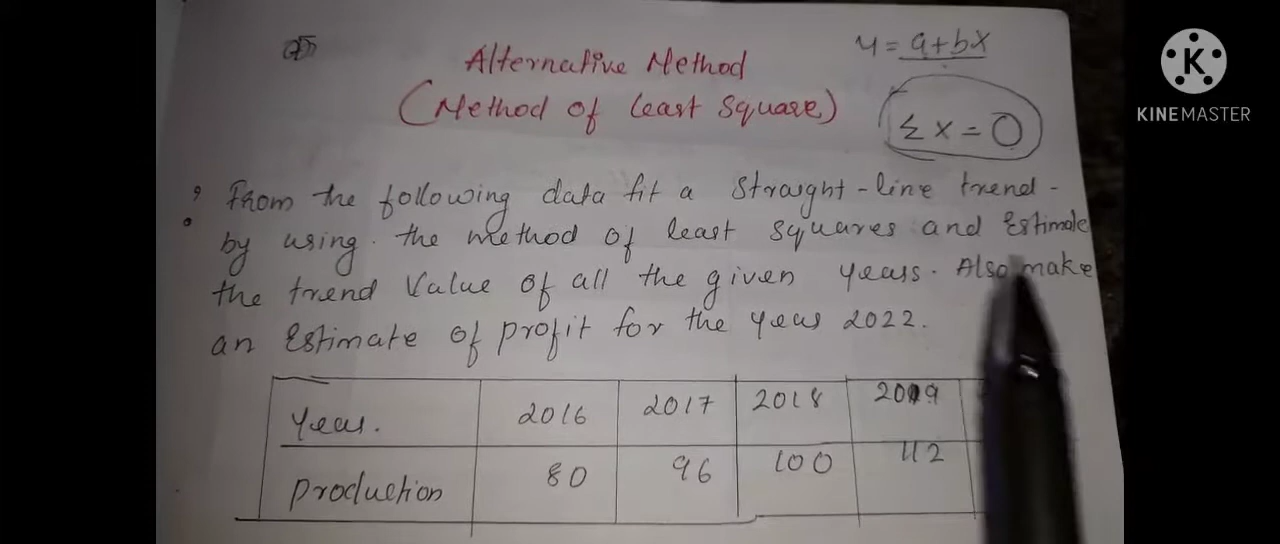 Alternative Method
y = a+bx
(Method of least square)
Σx=0
K
KINEMASTER
From the following data fit a straight-line trend-
by using the method of least squares and Estimate
the trend value of all the given years. Also make
an Estimate of profit for the year 2022.
Year. 2016 2017 2018 2019
production 80 96 100 112